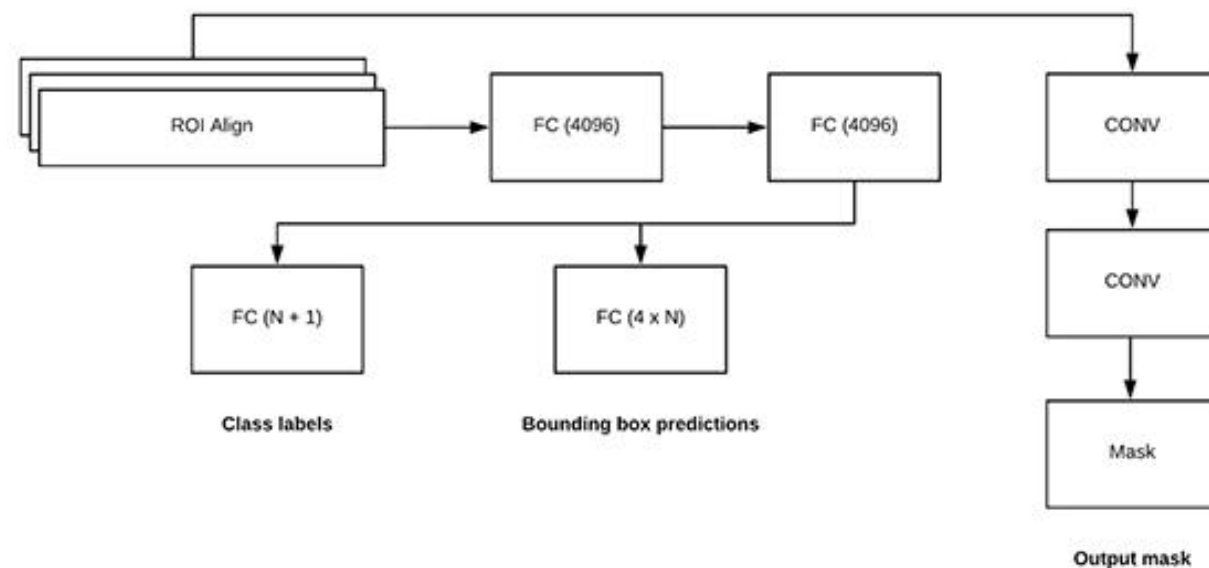 ROI Align
FC (4096)
FC (4096)
CONV
CONV
FC (N + 1)
FC (4 x N)
Class labels
Bounding box predictions
Mask
Output mask